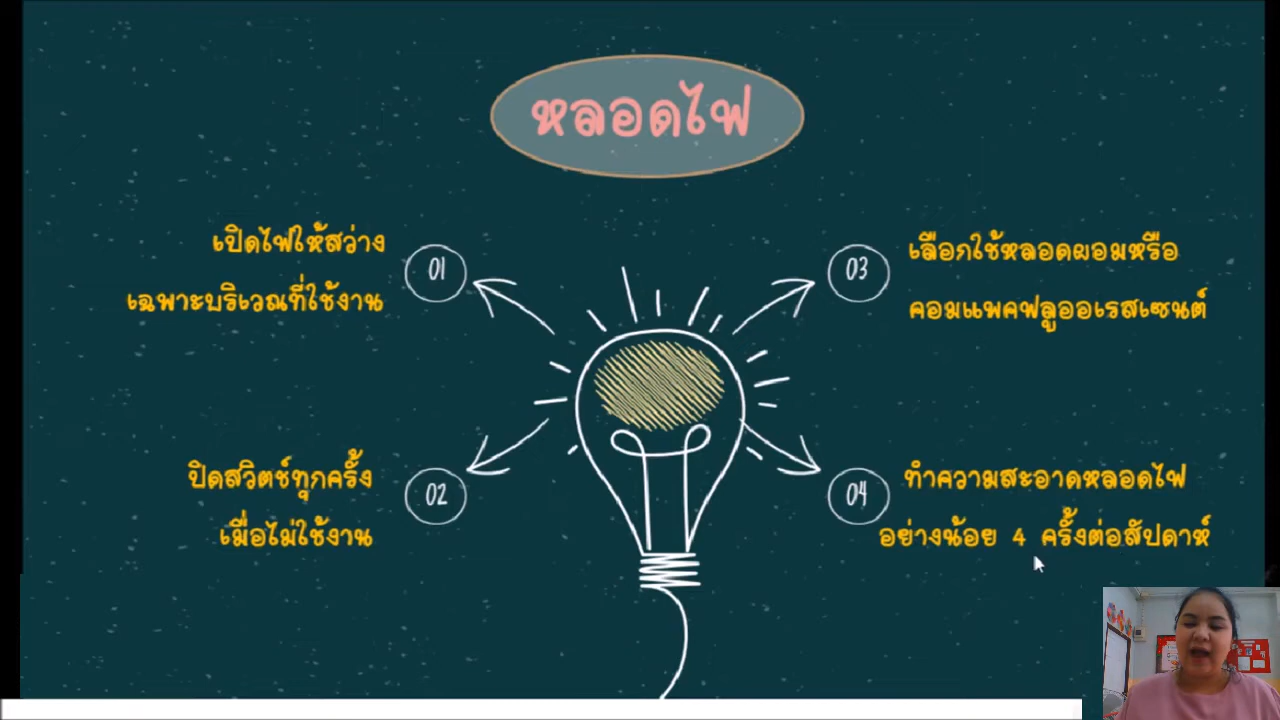 หลอดไฟ
01
เปิดไฟให้สว่าง
เฉพาะบริเวณที่ใช้งาน
02
ปิดสวิตช์ทุกครั้ง
เมื่อไม่ใช้งาน
03
เลือกใช้หลอดผอมหรือ
คอมแพคฟลูออเรสเซนต์
04
ทำความสะอาดหลอดไฟ
อย่างน้อย 4 ครั้งต่อสัปดาห์